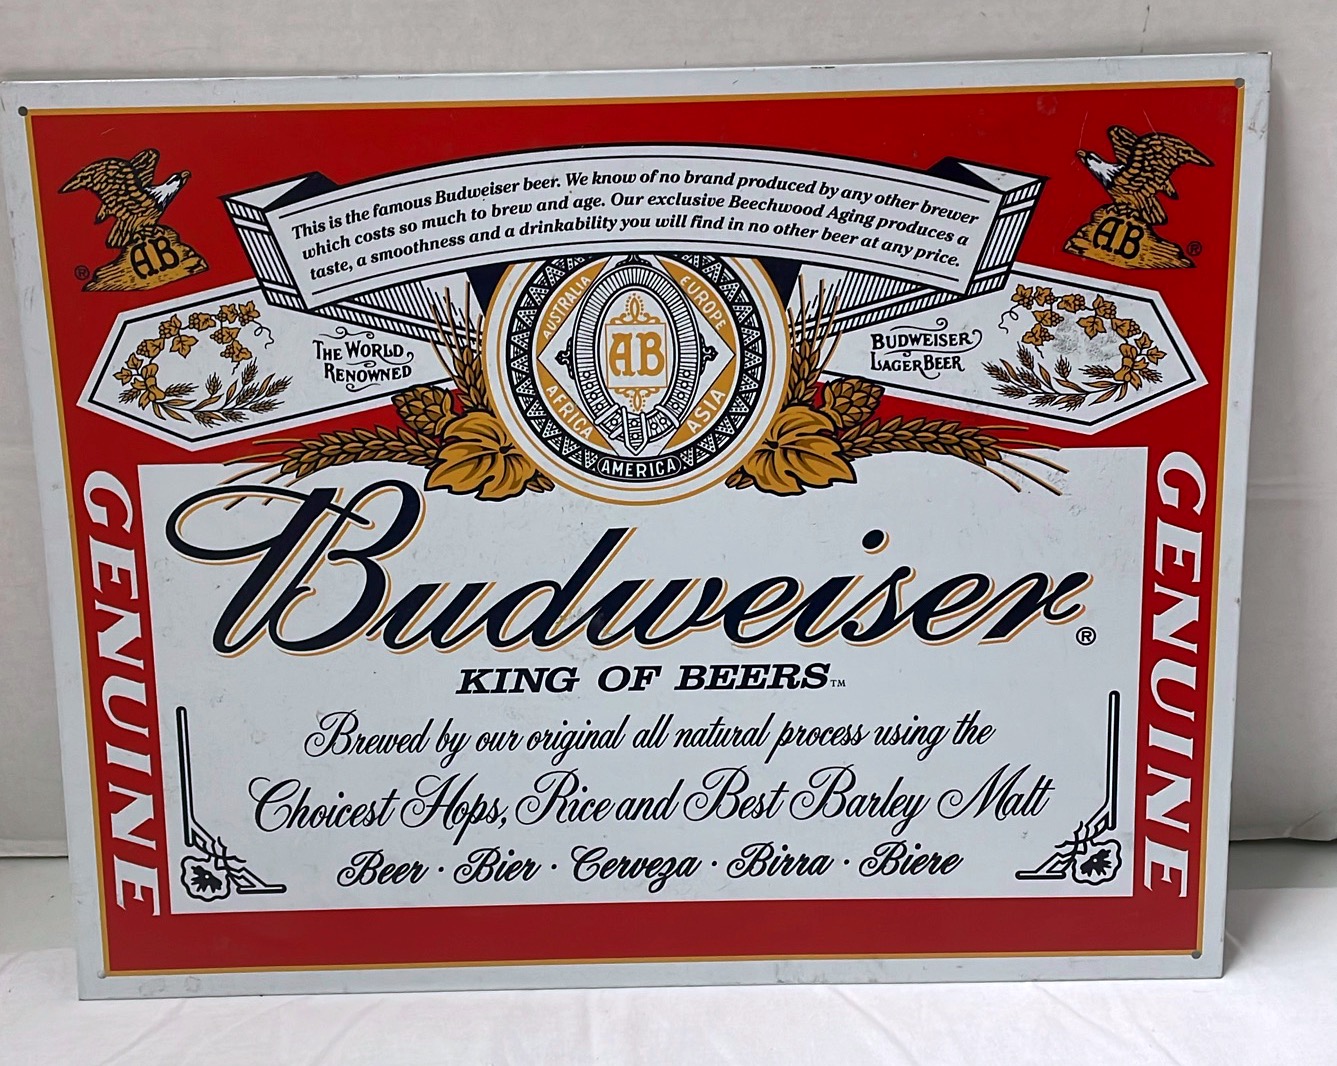 This is the famous Budweiser beer. We know of no brand produced by any other brewer
which costs so much to brew and age. Our exclusive Beechwood Aging produces a
taste, a smoothness and a drinkability you will find in no other beer at any price.
AB
®
AB
®
THE WORLD
RENOWNED
AUSTRALIA
EUROPE
AB
AFRICA
ASIA
AMERICA
BUDWEISER
LAGER BEER
GENUINE
Budweiser®
KING OF BEERS™
Brewed by our original all natural process using the
Choicest Hops, Rice and Best Barley Malt
Beer · Bier · Cerveza · Birra · Biere
GENUINE